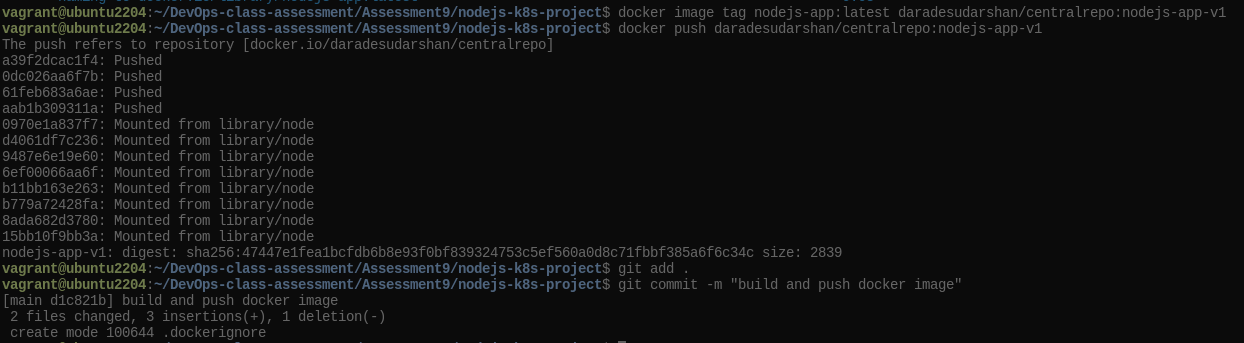 vagrant@ubuntu2204:~/DevOps-class-assessment/Assessment9/nodejs-k8s-project$ docker image tag nodejs-app:latest daradesudarshan/centralrepo:nodejs-app-v1
vagrant@ubuntu2204:~/DevOps-class-assessment/Assessment9/nodejs-k8s-project$ docker push daradesudarshan/centralrepo:nodejs-app-v1
The push refers to repository [docker.io/daradesudarshan/centralrepo]
a39f2dcac1f4: Pushed
0dc026aa6f7b: Pushed
61feb683a6ae: Pushed
aab1b309311a: Pushed
0970e1a837f7: Mounted from library/node
d4061df7c236: Mounted from library/node
9487e6e19e60: Mounted from library/node
6ef00066aa6f: Mounted from library/node
b11bb163e263: Mounted from library/node
b779a72428fa: Mounted from library/node
8ada682d3780: Mounted from library/node
15bb10f9bb3a: Mounted from library/node
nodejs-app-v1: digest: sha256:47447e1fea1bcfdb6b8e93f0bf839324753c5ef560a0d8c71fbbf385a6f6c34c size: 2839
vagrant@ubuntu2204:~/DevOps-class-assessment/Assessment9/nodejs-k8s-project$ git add .
vagrant@ubuntu2204:~/DevOps-class-assessment/Assessment9/nodejs-k8s-project$ git commit -m "build and push docker image"
[main d1c821b] build and push docker image
 2 files changed, 3 insertions(+), 1 deletion(-)
 create mode 100644 .dockerignore